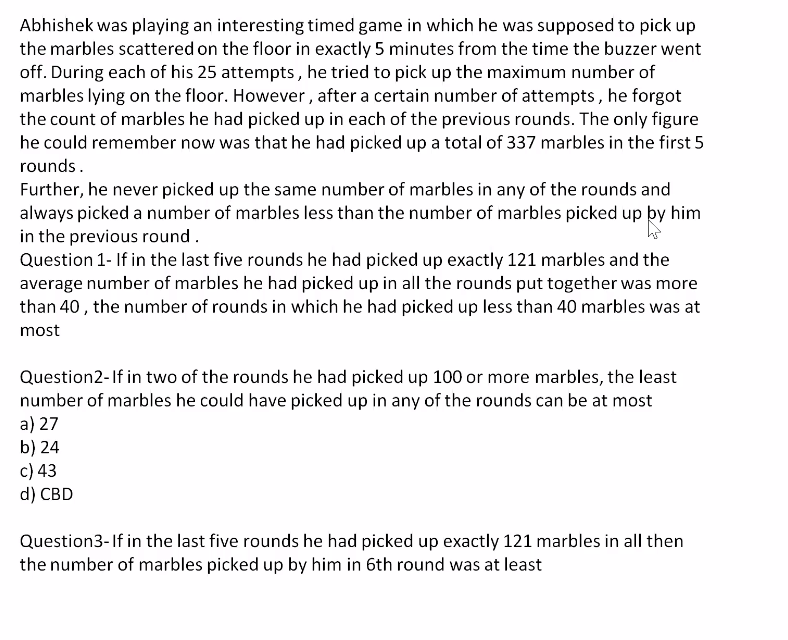 Abhishek was playing an interesting timed game in which he was supposed to pick up
the marbles scattered on the floor in exactly 5 minutes from the time the buzzer went
off. During each of his 25 attempts , he tried to pick up the maximum number of
marbles lying on the floor. However , after a certain number of attempts , he forgot
the count of marbles he had picked up in each of the previous rounds. The only figure
he could remember now was that he had picked up a total of 337 marbles in the first 5
rounds .
Further, he never picked up the same number of marbles in any of the rounds and
always picked a number of marbles less than the number of marbles picked up by him
in the previous round .
Question 1- If in the last five rounds he had picked up exactly 121 marbles and the
average number of marbles he had picked up in all the rounds put together was more
than 40 , the number of rounds in which he had picked up less than 40 marbles was at
most
Question2-If in two of the rounds he had picked up 100 or more marbles, the least
number of marbles he could have picked up in any of the rounds can be at most
a) 27
b) 24
c) 43
d) CBD
Question3-If in the last five rounds he had picked up exactly 121 marbles in all then
the number of marbles picked up by him in 6th round was at least